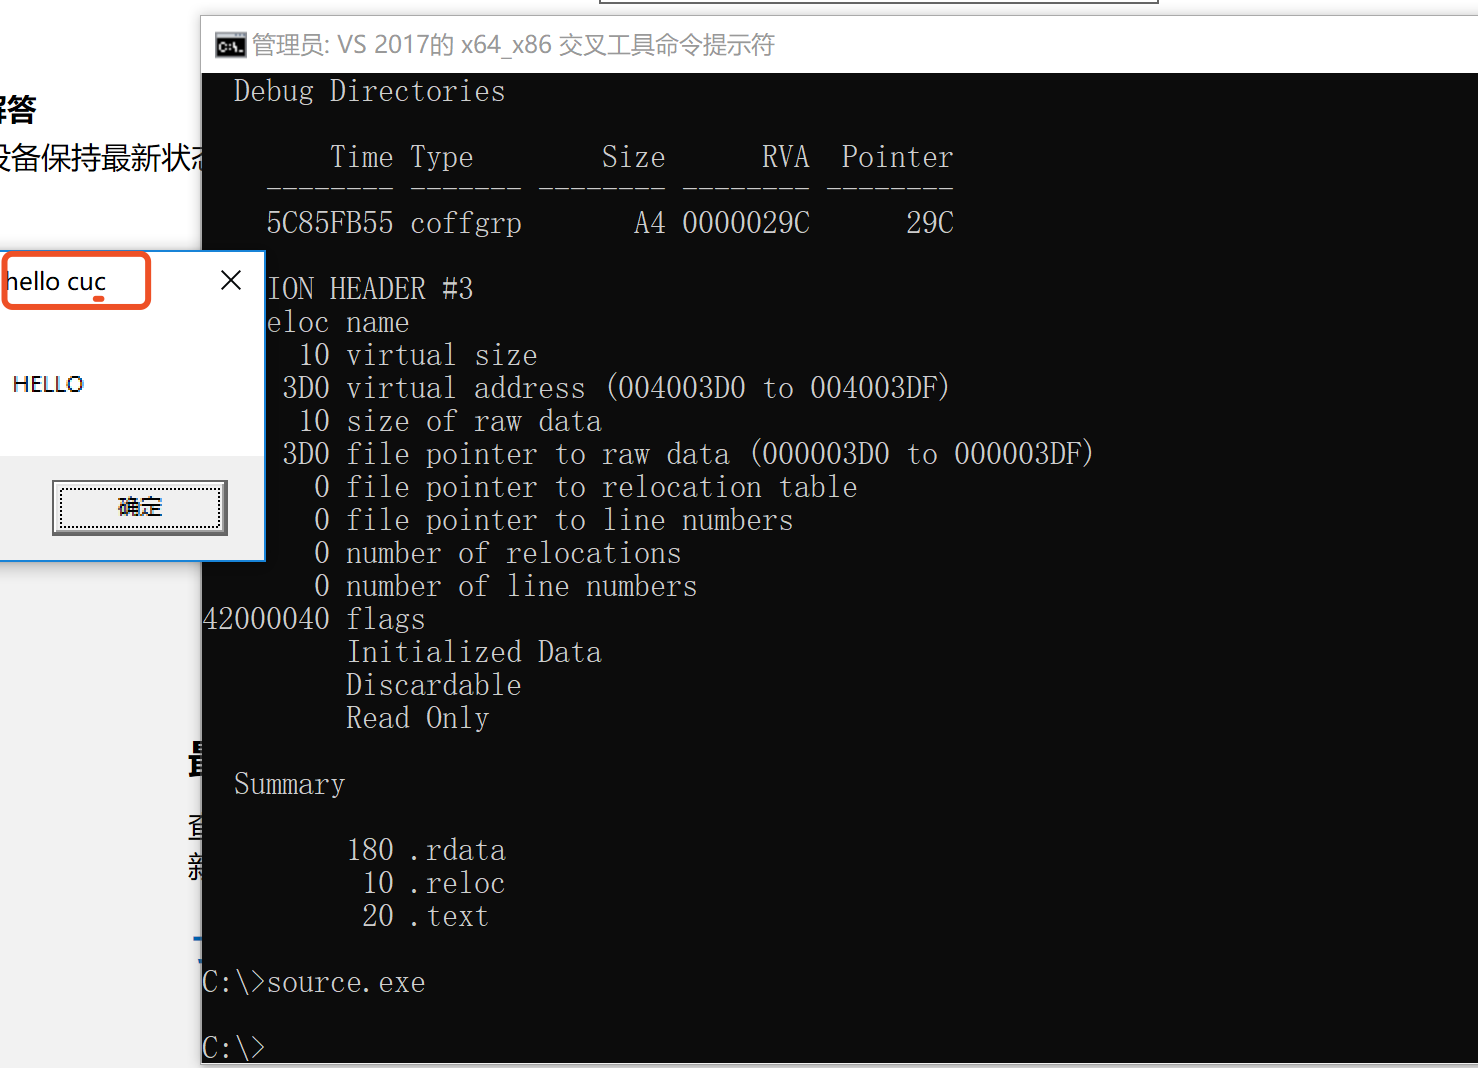 管理员: VS 2017的 x64_x86 交叉工具命令提示符
Debug Directories
Time Type Size RVA Pointer
-------- ------- -------- -------- --------
5C85FB55 coffgrp A4 0000029C 29C
ION HEADER #3
eloc name
10 virtual size
3D0 virtual address (004003D0 to 004003DF)
10 size of raw data
3D0 file pointer to raw data (000003D0 to 000003DF)
0 file pointer to relocation table
0 file pointer to line numbers
0 number of relocations
0 number of line numbers
42000040 flags
Initialized Data
Discardable
Read Only
Summary
180 .rdata
10 .reloc
20 .text
C:\>source.exe
C:\>
解答
设备保持最新状态
hello cuc
HELLO
确定